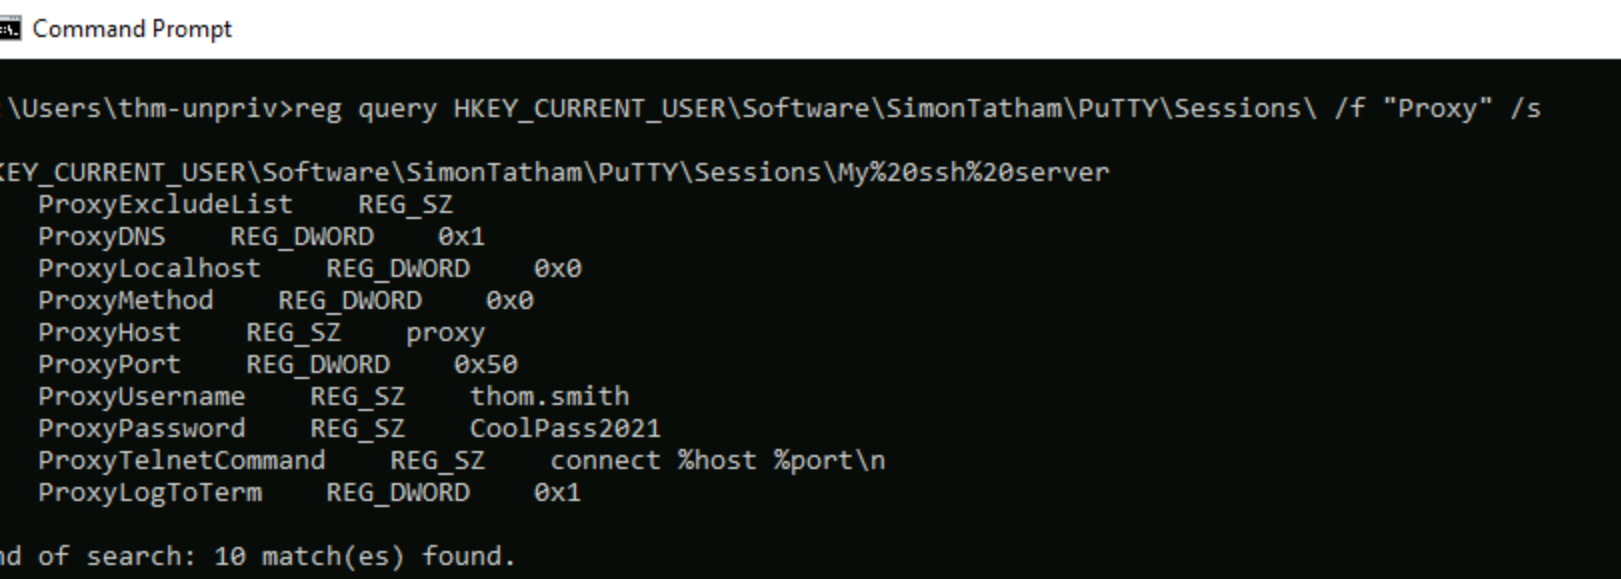 Command Prompt
:\Users\thm-unpriv>reg query HKEY_CURRENT_USER\Software\SimonTatham\PuTTY\Sessions\ /f "Proxy" /s
KEY_CURRENT_USER\Software\SimonTatham\PuTTY\Sessions\My%20ssh%20server
ProxyExcludeList REG_SZ
ProxyDNS REG_DWORD 0x1
ProxyLocalhost REG_DWORD 0x0
ProxyMethod REG_DWORD 0x0
ProxyHost REG_SZ proxy
ProxyPort REG_DWORD 0x50
ProxyUsername REG_SZ thom.smith
ProxyPassword REG_SZ CoolPass2021
ProxyTelnetCommand REG_SZ connect %host %port\n
ProxyLogToTerm REG_DWORD 0x1
nd of search: 10 match(es) found.